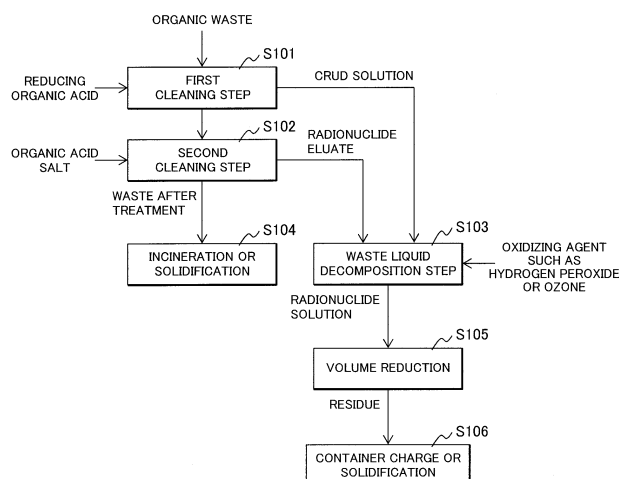 ORGANIC WASTE
S101
REDUCING
ORGANIC ACID
FIRST
CLEANING STEP
CRUD SOLUTION
S102
ORGANIC ACID
SALT
SECOND
CLEANING STEP
RADIONUCLIDE
ELUATE
WASTE AFTER
TREATMENT
S104
INCINERATION OR
SOLIDIFICATION
S103
WASTE LIQUID
DECOMPOSITION STEP
OXIDIZING AGENT
SUCH AS
HYDROGEN PEROXIDE
OR OZONE
RADIONUCLIDE
SOLUTION
S105
VOLUME REDUCTION
RESIDUE
S106
CONTAINER CHARGE OR
SOLIDIFICATION